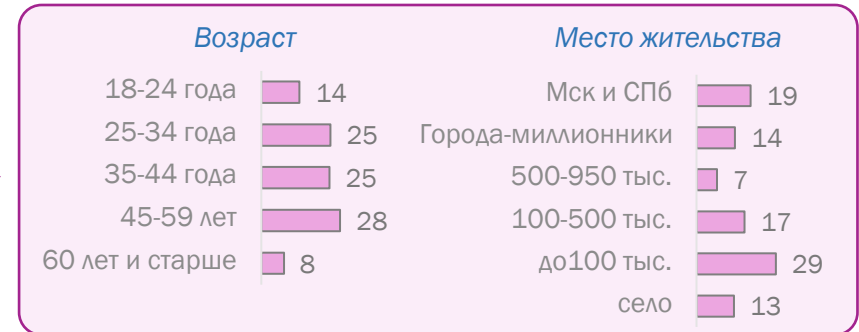 Возраст
18-24 года 14
25-34 года 25
35-44 года 25
45-59 лет 28
60 лет и старше 8
Место жительства
Мск и СПб 19
Города-миллионники 14
500-950 тыс. 7
100-500 тыс. 17
до100 тыс. 29
село 13